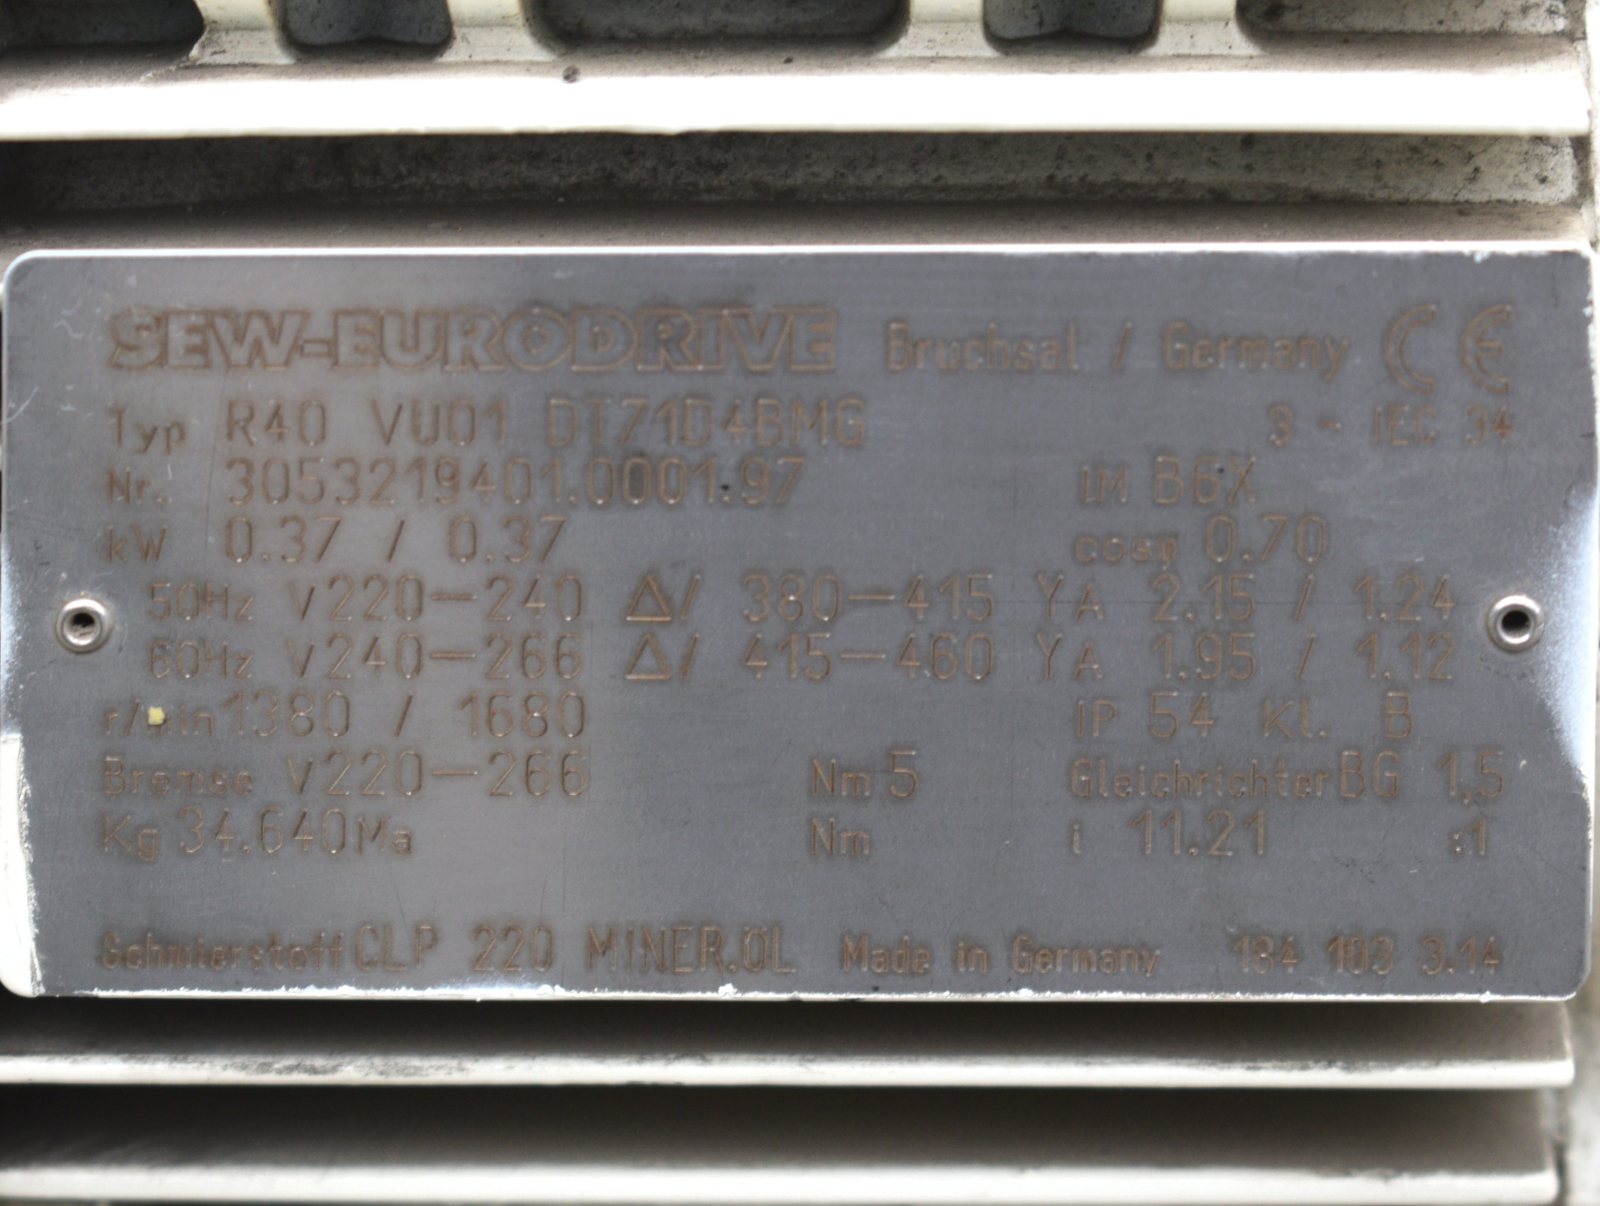 SEW-EURODRIVE Bruchsal / Germany CE
Typ R40 VU01 DT71D4BMG 3 ~ IEC 34
Nr. 3053219401.0001.97 IM B6X
kW 0.37 / 0.37 cosφ 0.70
50Hz V220-240 Δ/ 380-415 Y A 2.15 / 1.24
60Hz V240-266 Δ/ 415-460 Y A 1.95 / 1.12
r/min 1380 / 1680 IP 54 Kl. B
Bremse V220-266 Nm 5 Gleichrichter BG 1,5
Kg 34.640 Ma Nm i 11.21 :1
Schmierstoff CLP 220 MINER.ÖL Made in Germany 184 103 3.14